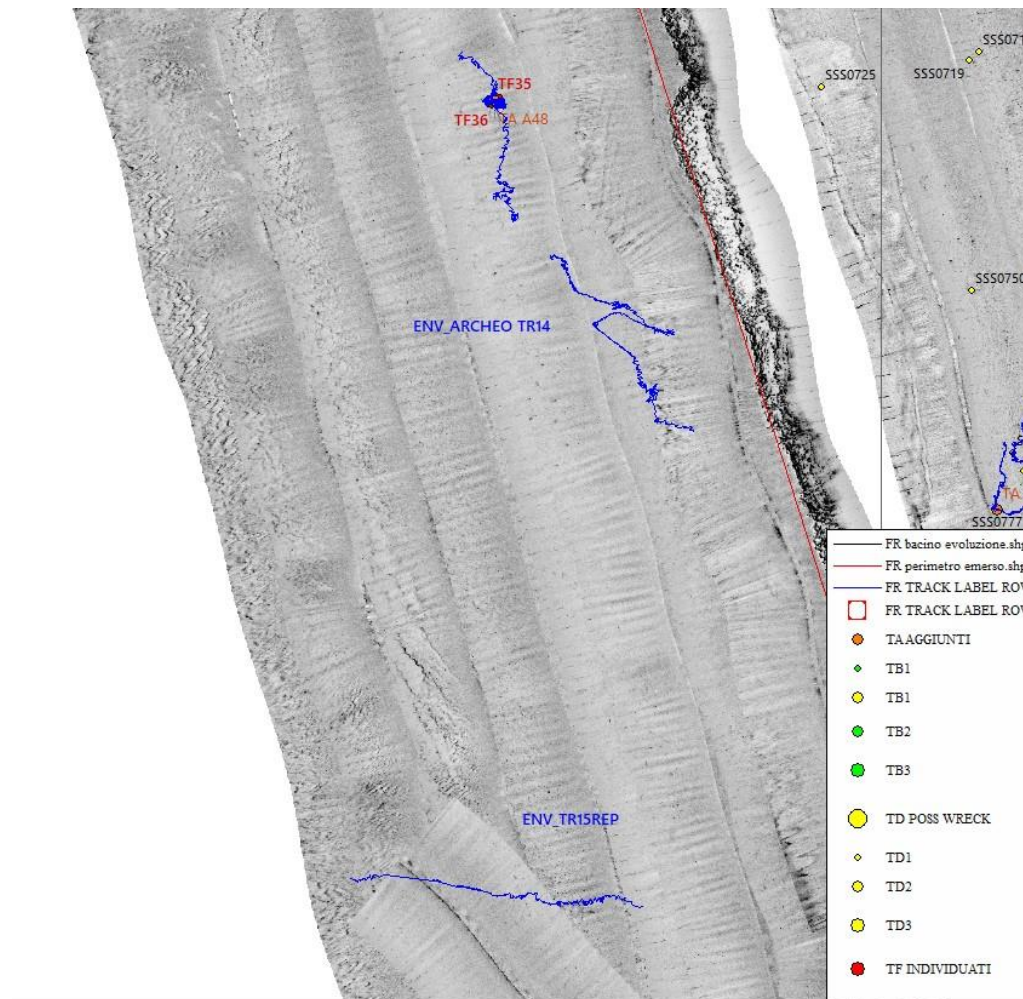 SSS071
SSS0719
SSS0725
TF35
TF36
A A48
SSS0750
ENV_ARCHEO TR14
TA
SSS0777
FR bacino evoluzione.shp
FR perimetro emerso.shp
FR TRACK LABEL ROV
FR TRACK LABEL ROV
TA AGGIUNTI
TB1
TB1
TB2
TB3
ENV_TR15REP
TD POSS WRECK
TD1
TD2
TD3
TF INDIVIDUATI